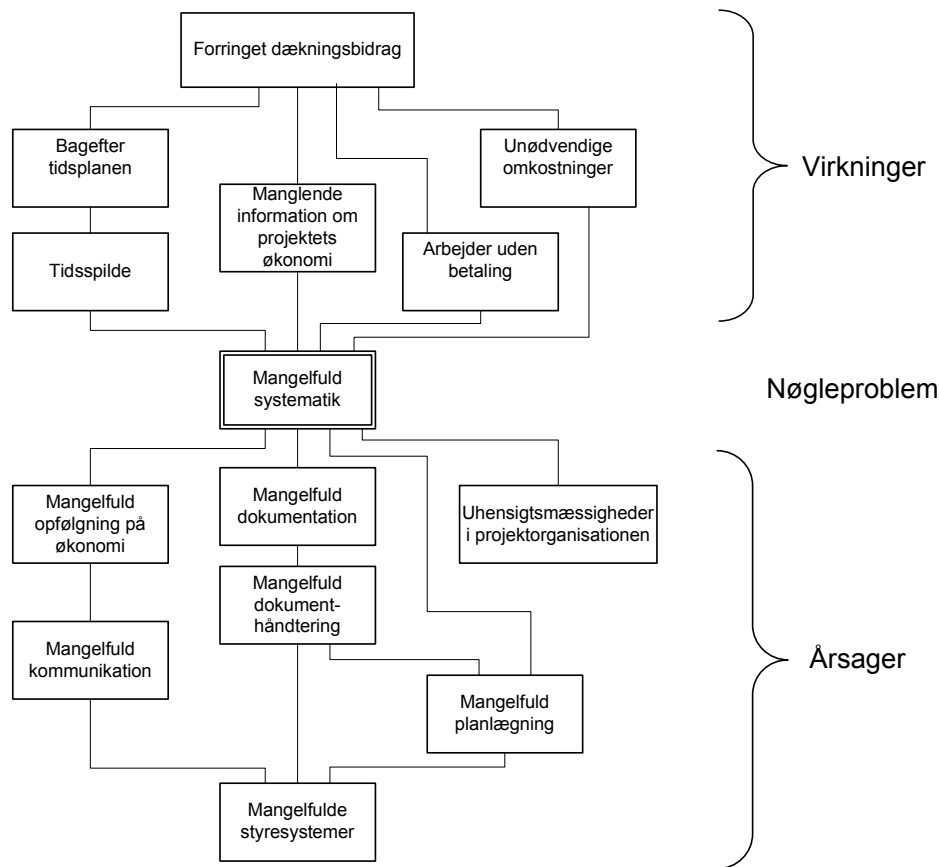 Forringet dækningsbidrag
Bagefter
tidsplanen
Unødvendige
omkostninger
Virkninger
Manglende
information om
projektets
økonomi
Tidsspilde
Arbejder uden
betaling
Mangelfuld
systematik
Nøgleproblem
Mangelfuld
opfølgning på
økonomi
Mangelfuld
dokumentation
Uhensigtsmæssigheder
i projektorganisationen
Mangelfuld
dokument-
håndtering
Mangelfuld
kommunikation
Årsager
Mangelfuld
planlægning
Mangelfulde
styresystemer